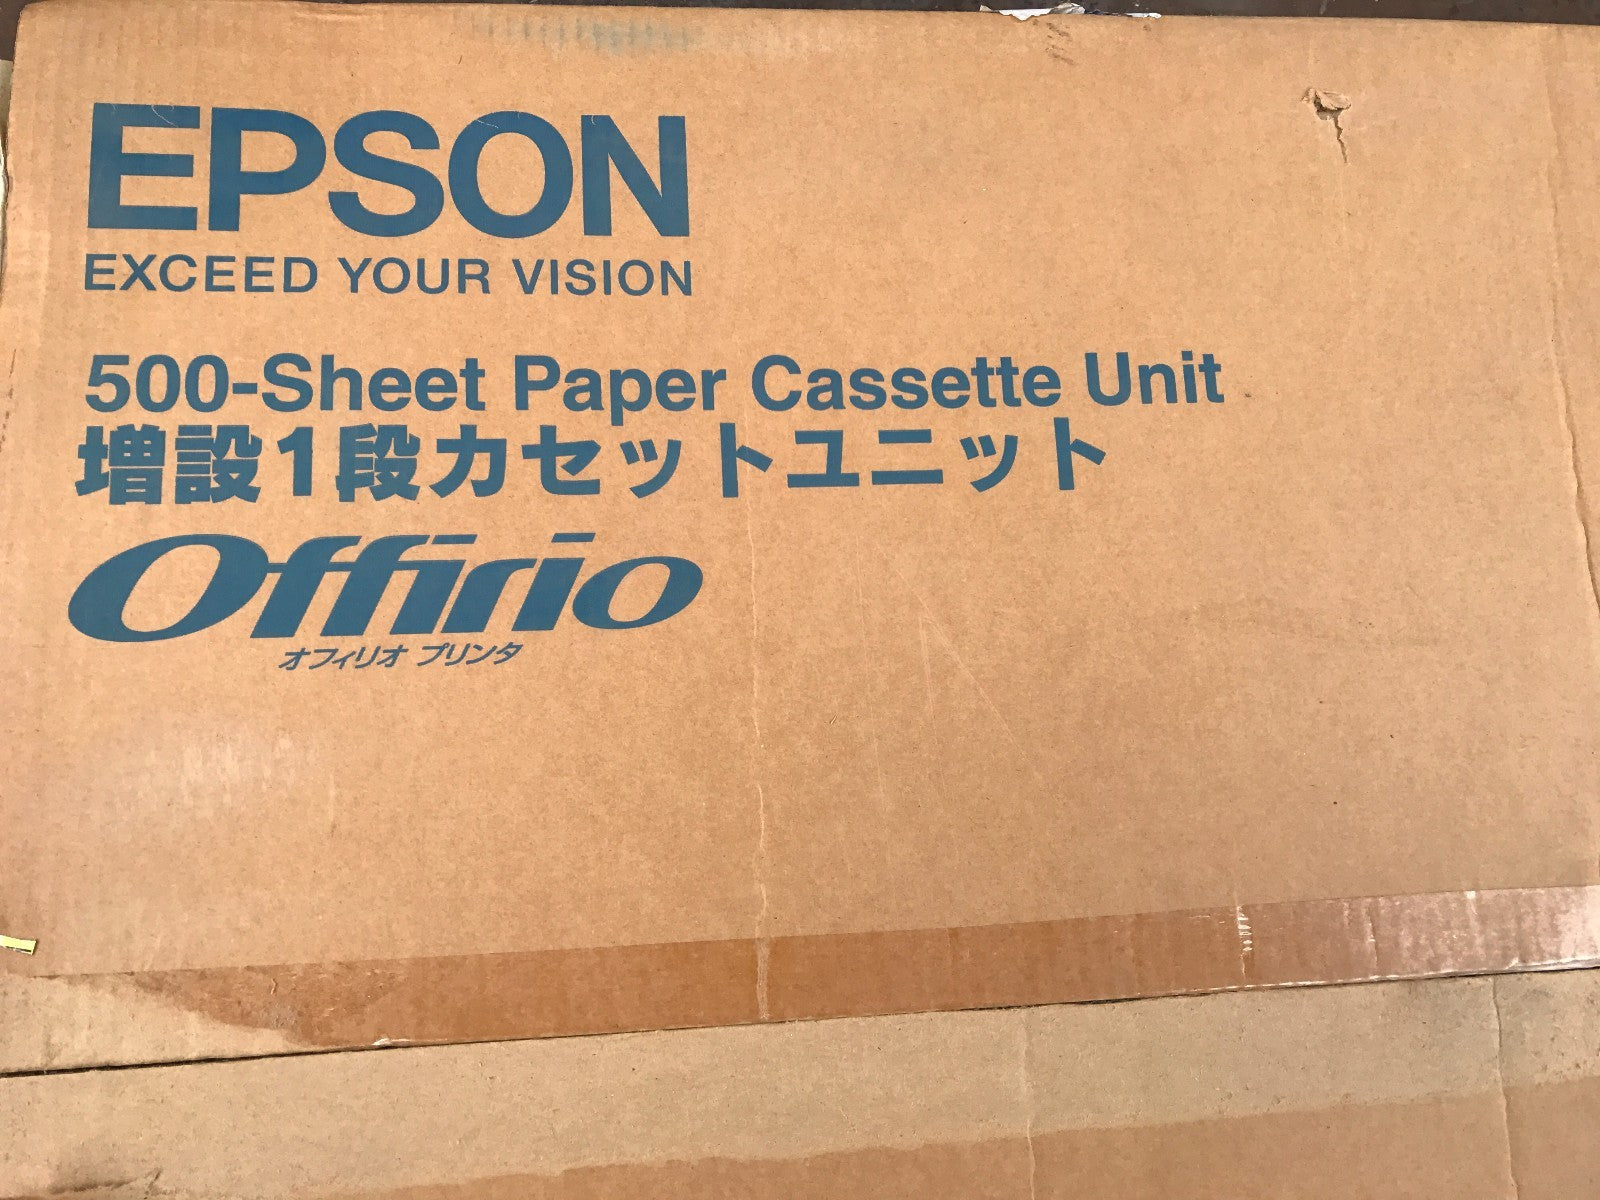 EPSON
EXCEED YOUR VISION
500-Sheet Paper Cassette Unit
増設1段カセットユニット
Offirio
オフィリオ プリンタ